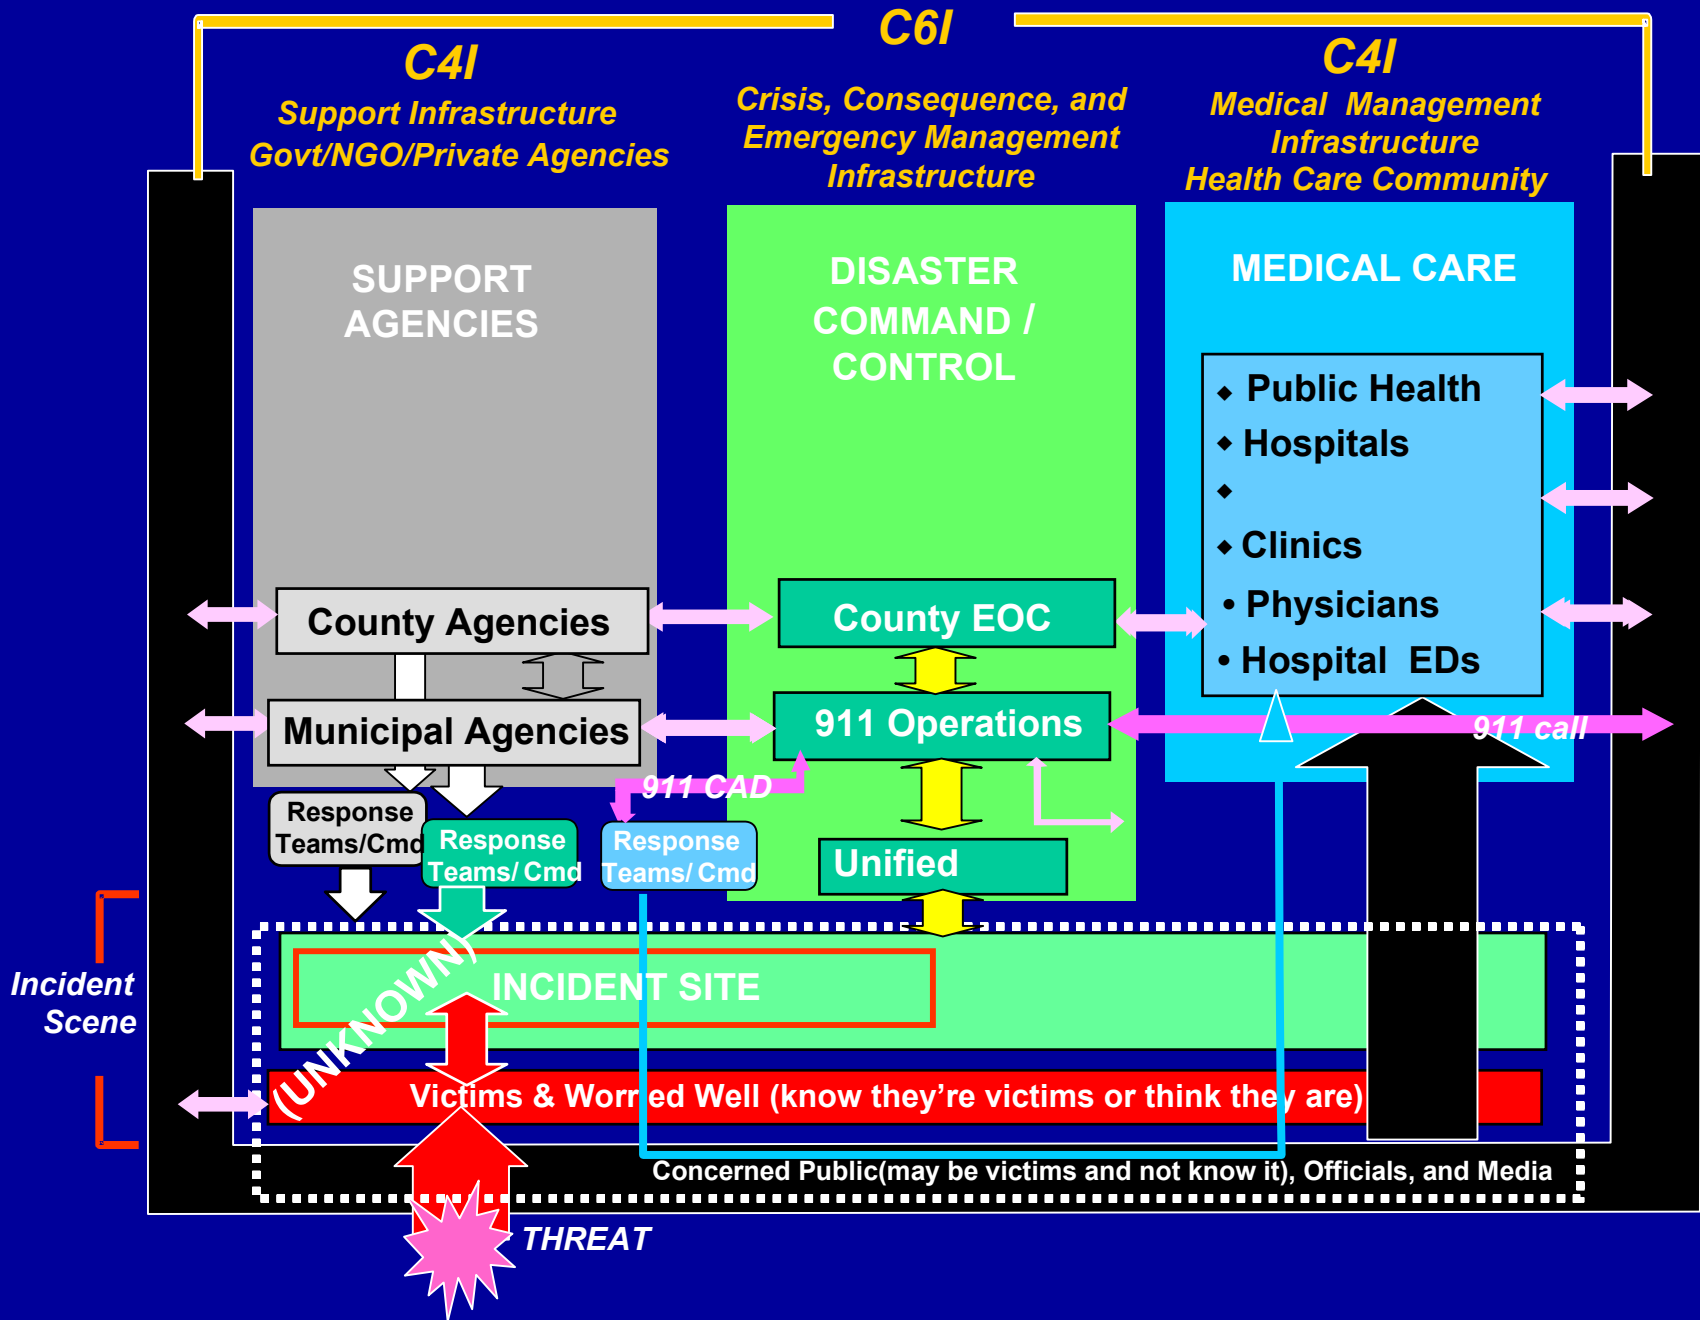 C6I
C4I
Support Infrastructure
Govt/NGO/Private Agencies
Crisis, Consequence, and
Emergency Management
Infrastructure
C4I
Medical Management
Infrastructure
Health Care Community
SUPPORT
AGENCIES
DISASTER
COMMAND /
CONTROL
MEDICAL CARE
◆ Public Health
◆ Hospitals
◆
◆ Clinics
• Physicians
• Hospital EDs
County Agencies
County EOC
Municipal Agencies
911 Operations
911 call
911 CAD
Response
Teams/Cmd
Response
Teams/ Cmd
Response
Teams/ Cmd
Unified
Incident
Scene
(UNKNOWN)
INCIDENT SITE
Victims & Worried Well (know they're victims or think they are)
Concerned Public(may be victims and not know it), Officials, and Media
THREAT